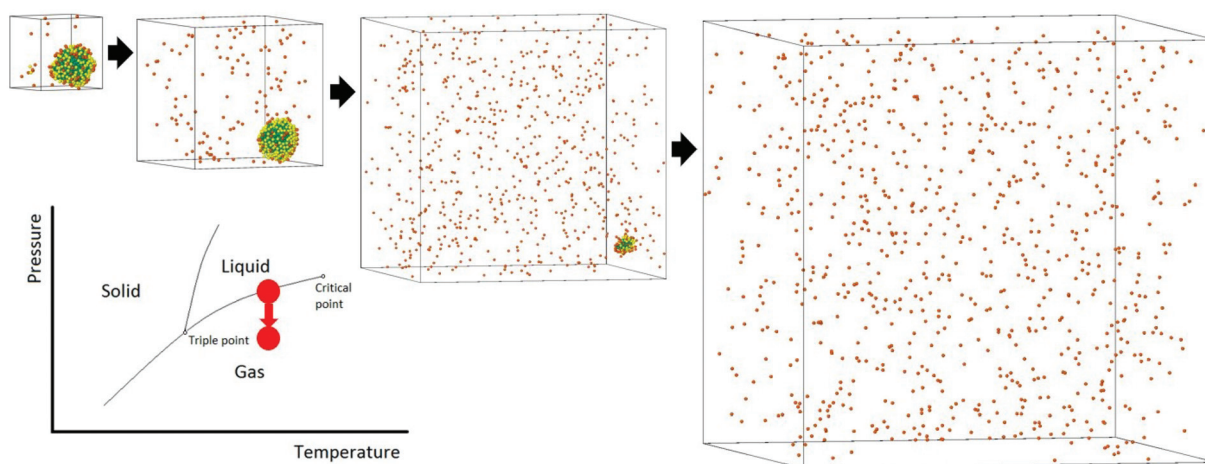 Pressure
Solid
Liquid
Critical
point
Triple point
Gas
Temperature